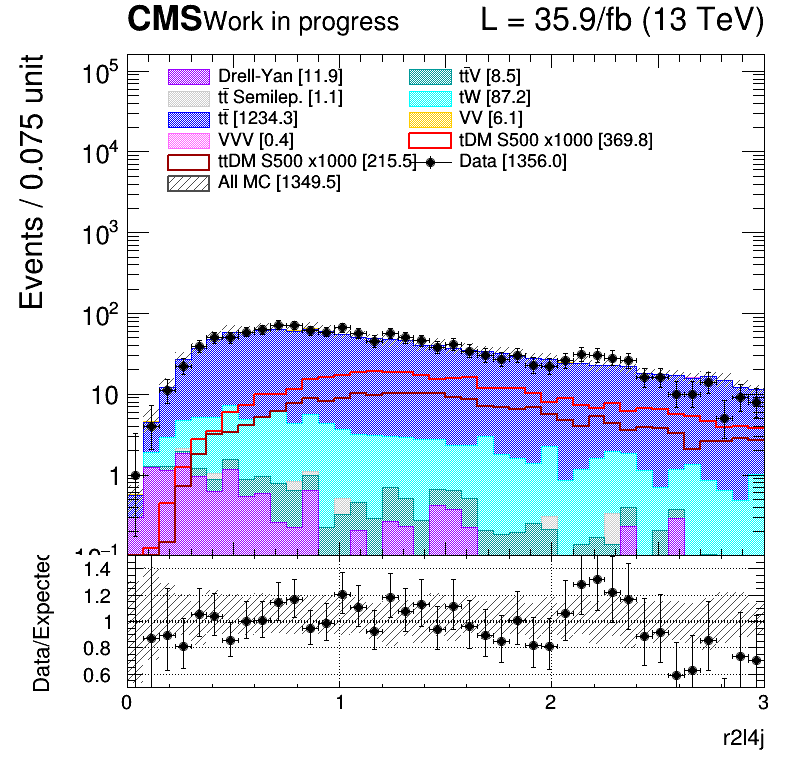 CMS Work in progress L = 35.9/fb (13 TeV)
Events / 0.075 unit
10⁵
10⁴
10³
10²
10
1
10⁻¹
Drell-Yan [11.9]
tt̄V [8.5]
tt̄ Semilep. [1.1]
tW [87.2]
tt̄ [1234.3]
VV [6.1]
VVV [0.4]
tDM S500 x1000 [369.8]
ttDM S500 x1000 [215.5]
Data [1356.0]
All MC [1349.5]
Data/Expected
1.4
1.2
1
0.8
0.6
0 1 2 3
r2l4j